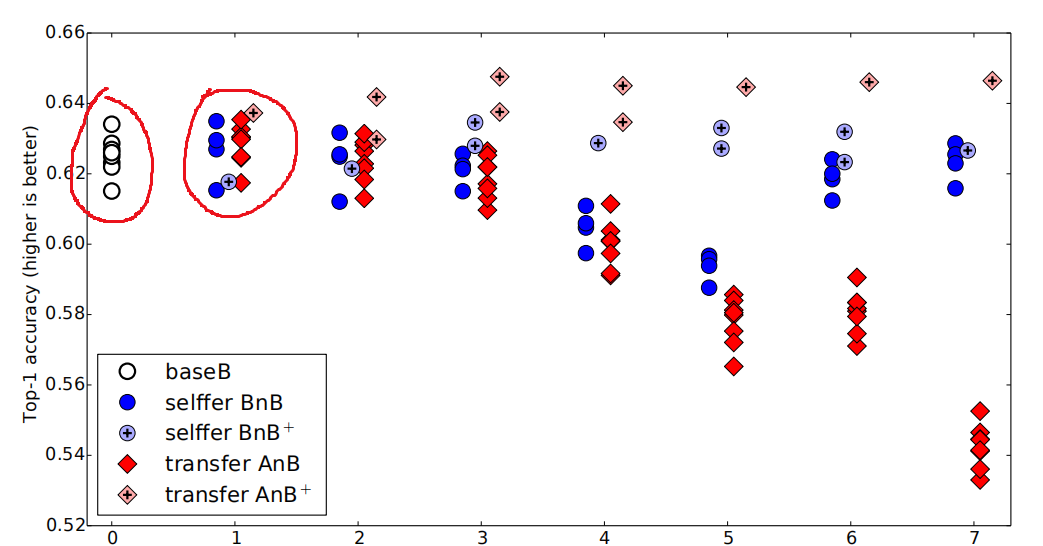 0.66
0.64
0.62
0.60
0.58
0.56
0.54
0.52
Top-1 accuracy (higher is better)
baseB
selffer BnB
selffer BnB+
transfer AnB
transfer AnB+
0 1 2 3 4 5 6 7